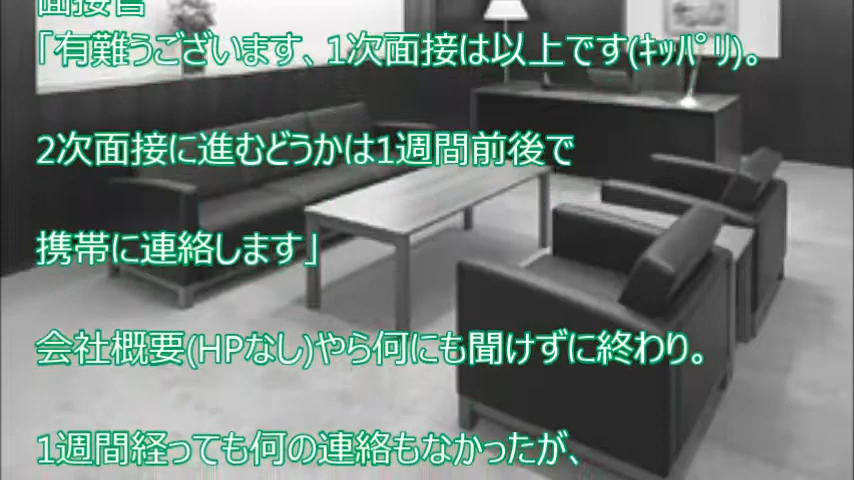 面接官
「有難うございます、1次面接は以上です(ｷｯﾊﾟﾘ)。
2次面接に進むどうかは1週間前後で
携帯に連絡します」
会社概要(HPなし)やら何にも聞けずに終わり。
1週間経っても何の連絡もなかったが、